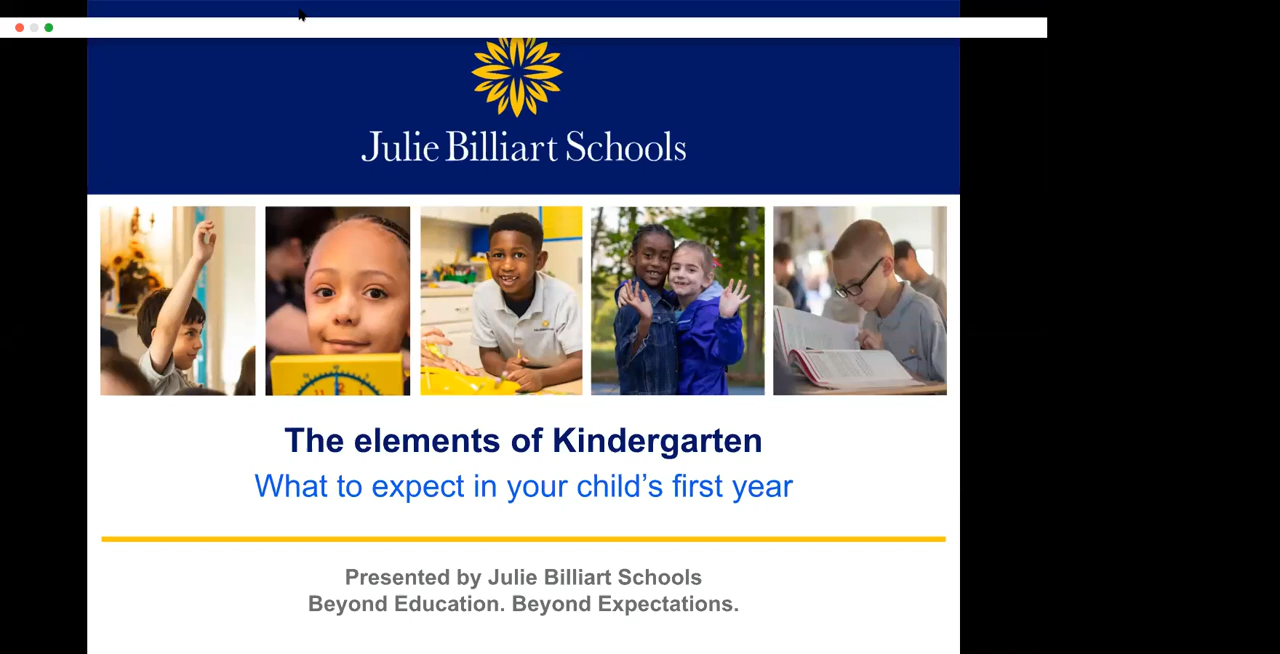 Julie Billiart Schools
The elements of Kindergarten
What to expect in your child’s first year
Presented by Julie Billiart Schools
Beyond Education. Beyond Expectations.